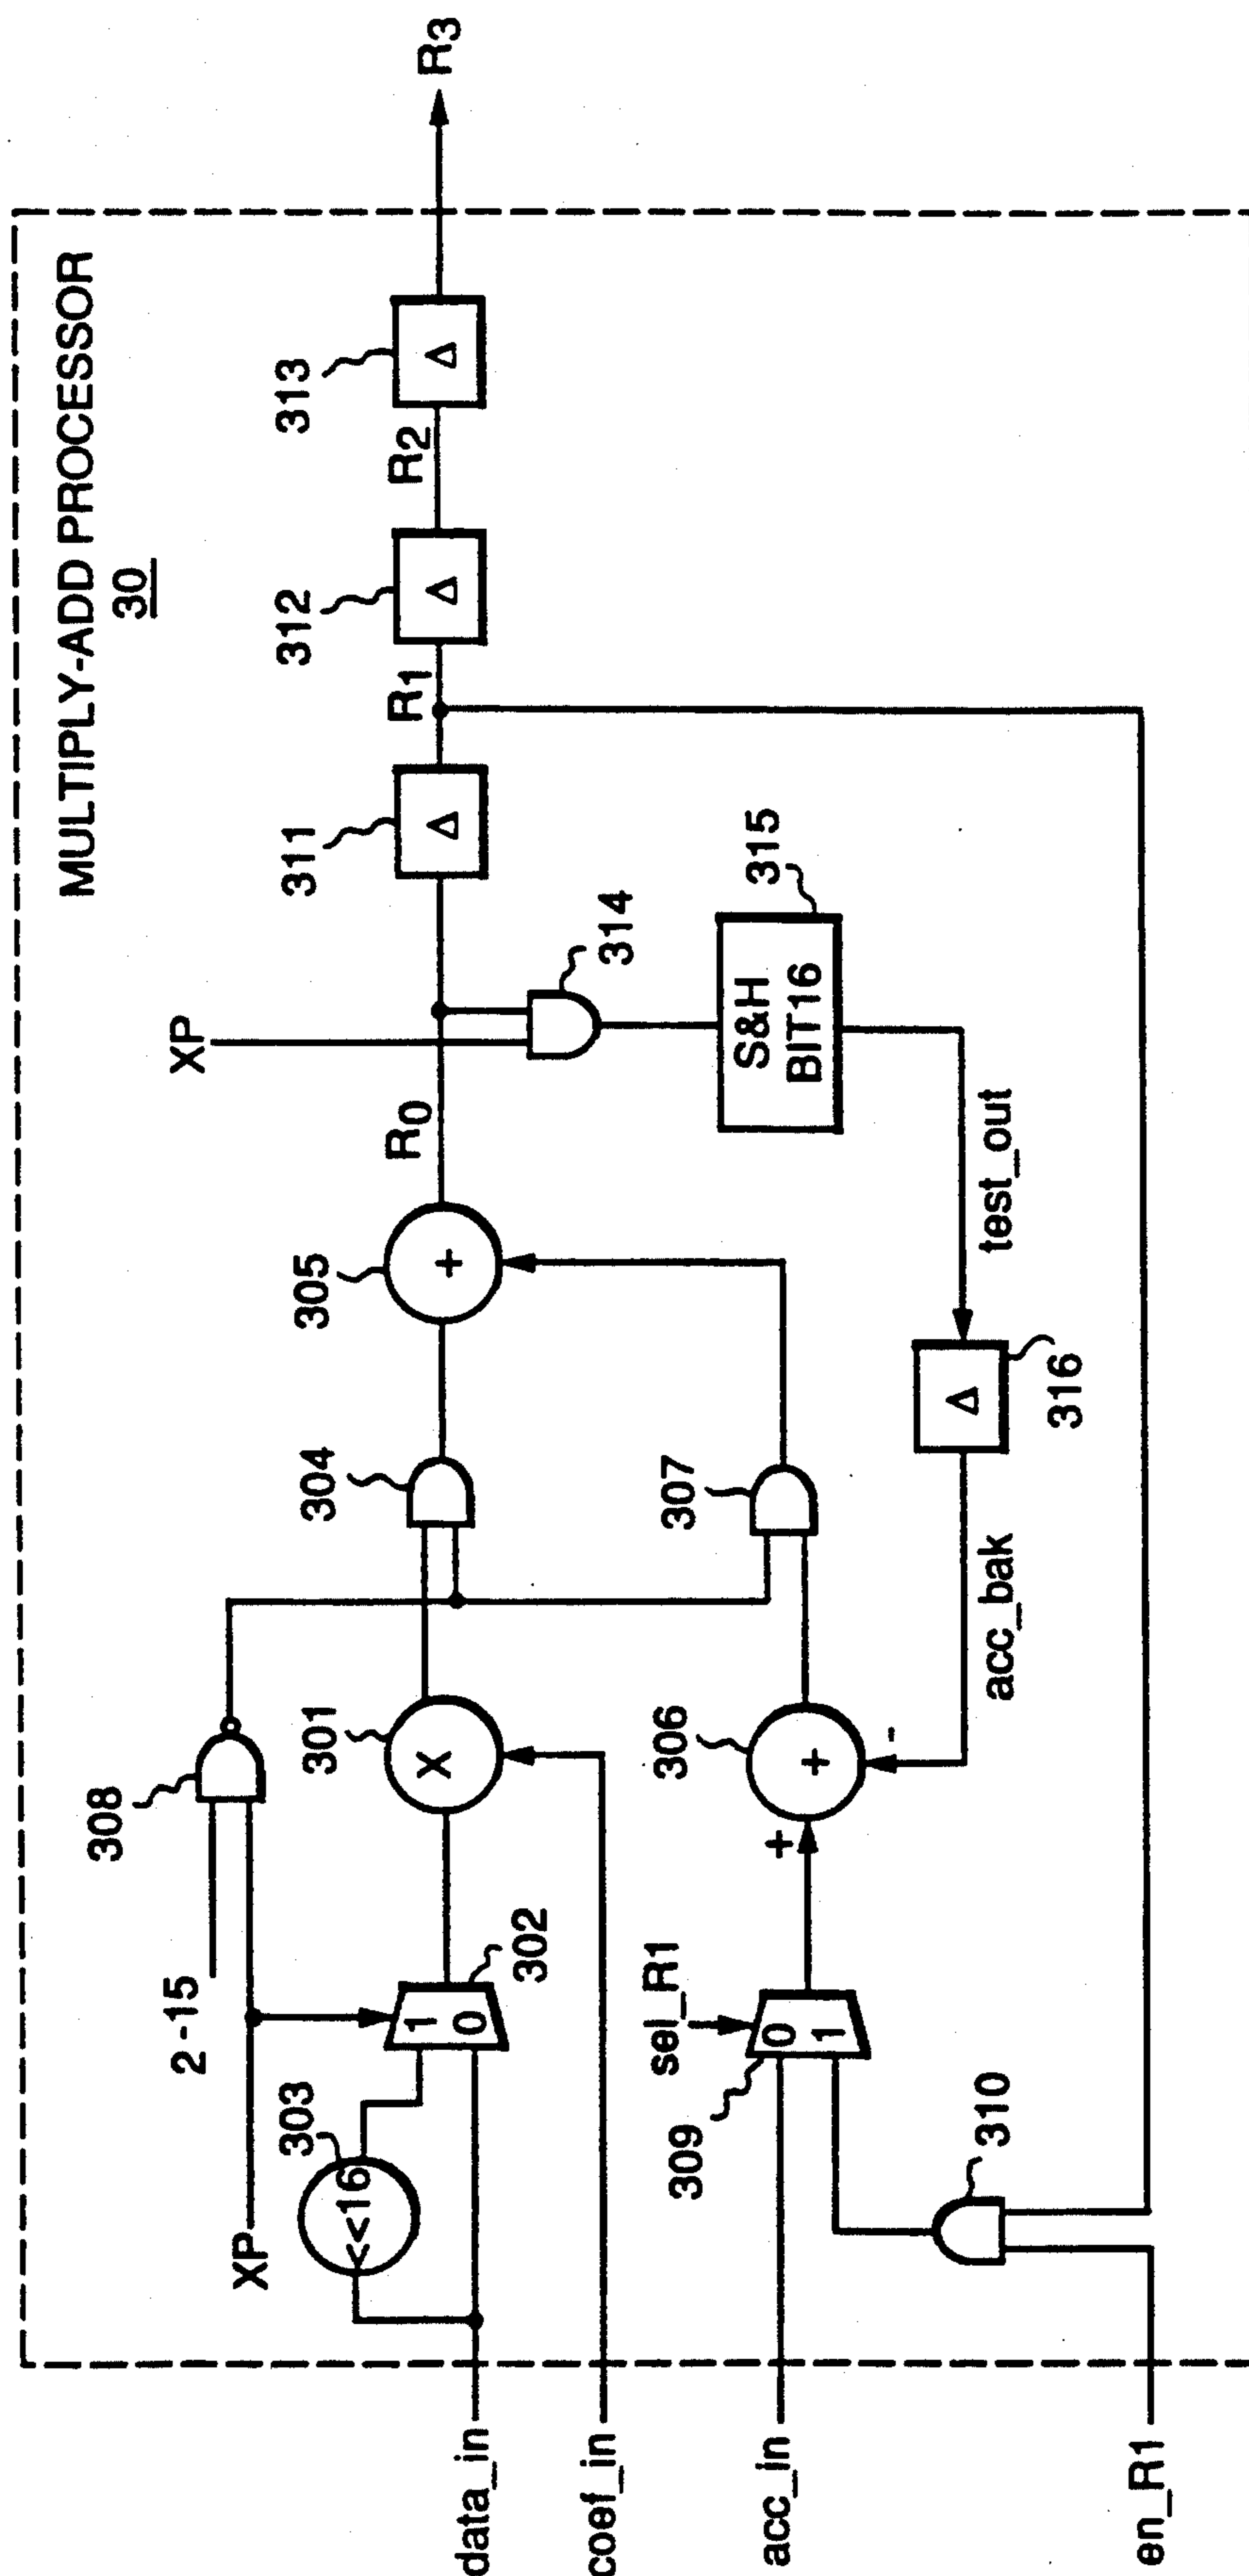 MULTIPLY-ADD PROCESSOR
30
XP
2-15
308
303
<<16
1
0
302
301
X
304
305
+
R0
XP
314
311
Δ
R1
312
Δ
R2
313
Δ
R3
S&H
BIT16
315
test_out
316
Δ
acc_bak
307
306
+
+
-
sel_R1
0
1
309
310
data_in
coef_in
acc_in
en_R1